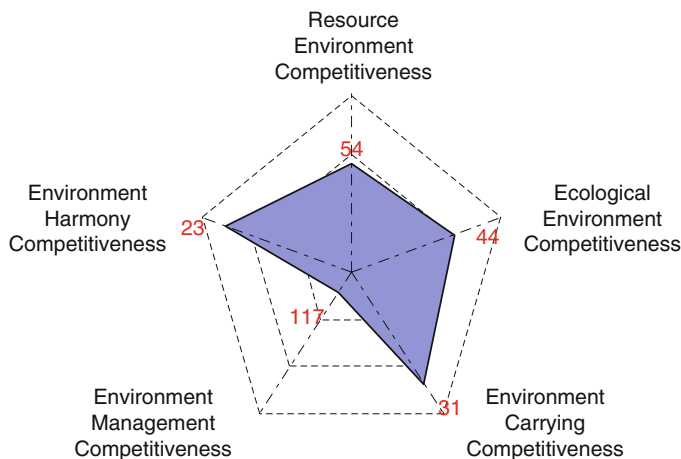 Resource
Environment
Competitiveness
54
Environment
Harmony
Competitiveness
23
Ecological
Environment
Competitiveness
44
117
Environment
Management
Competitiveness
31
Environment
Carrying
Competitiveness